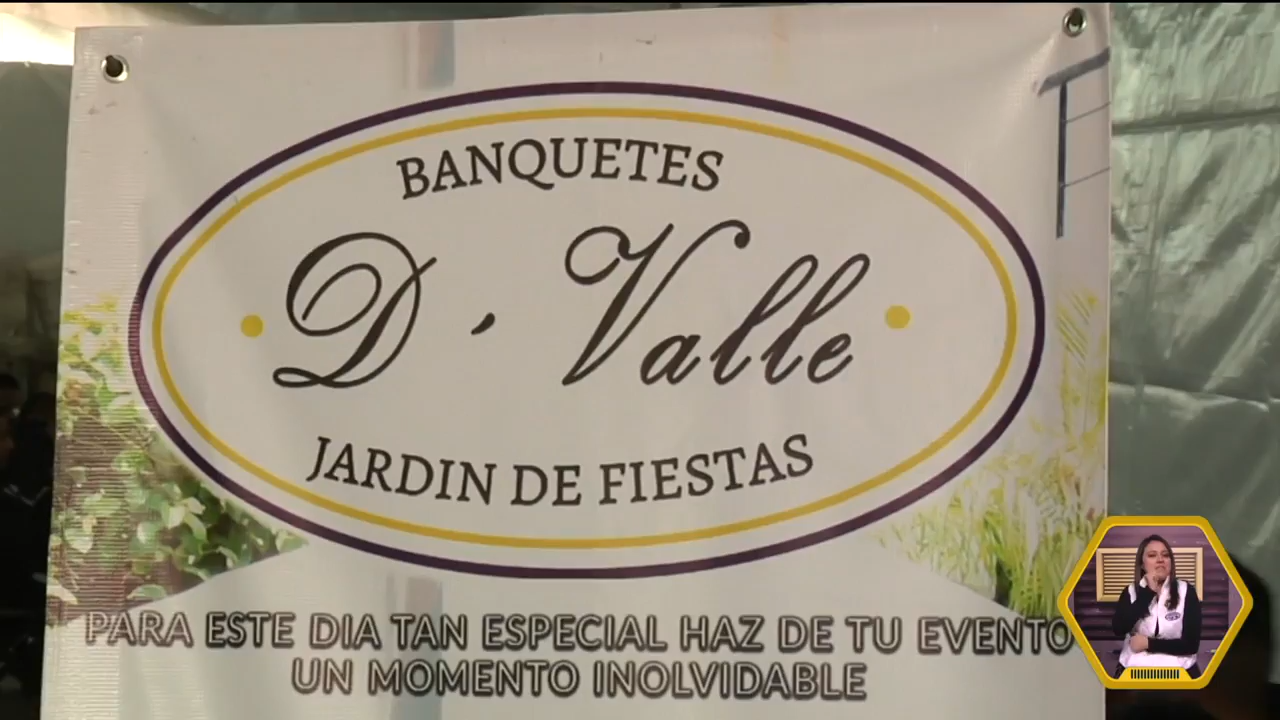 BANQUETES
D'Valle
JARDIN DE FIESTAS
PARA ESTE DIA TAN ESPECIAL HAZ DE TU EVENTO
UN MOMENTO INOLVIDABLE